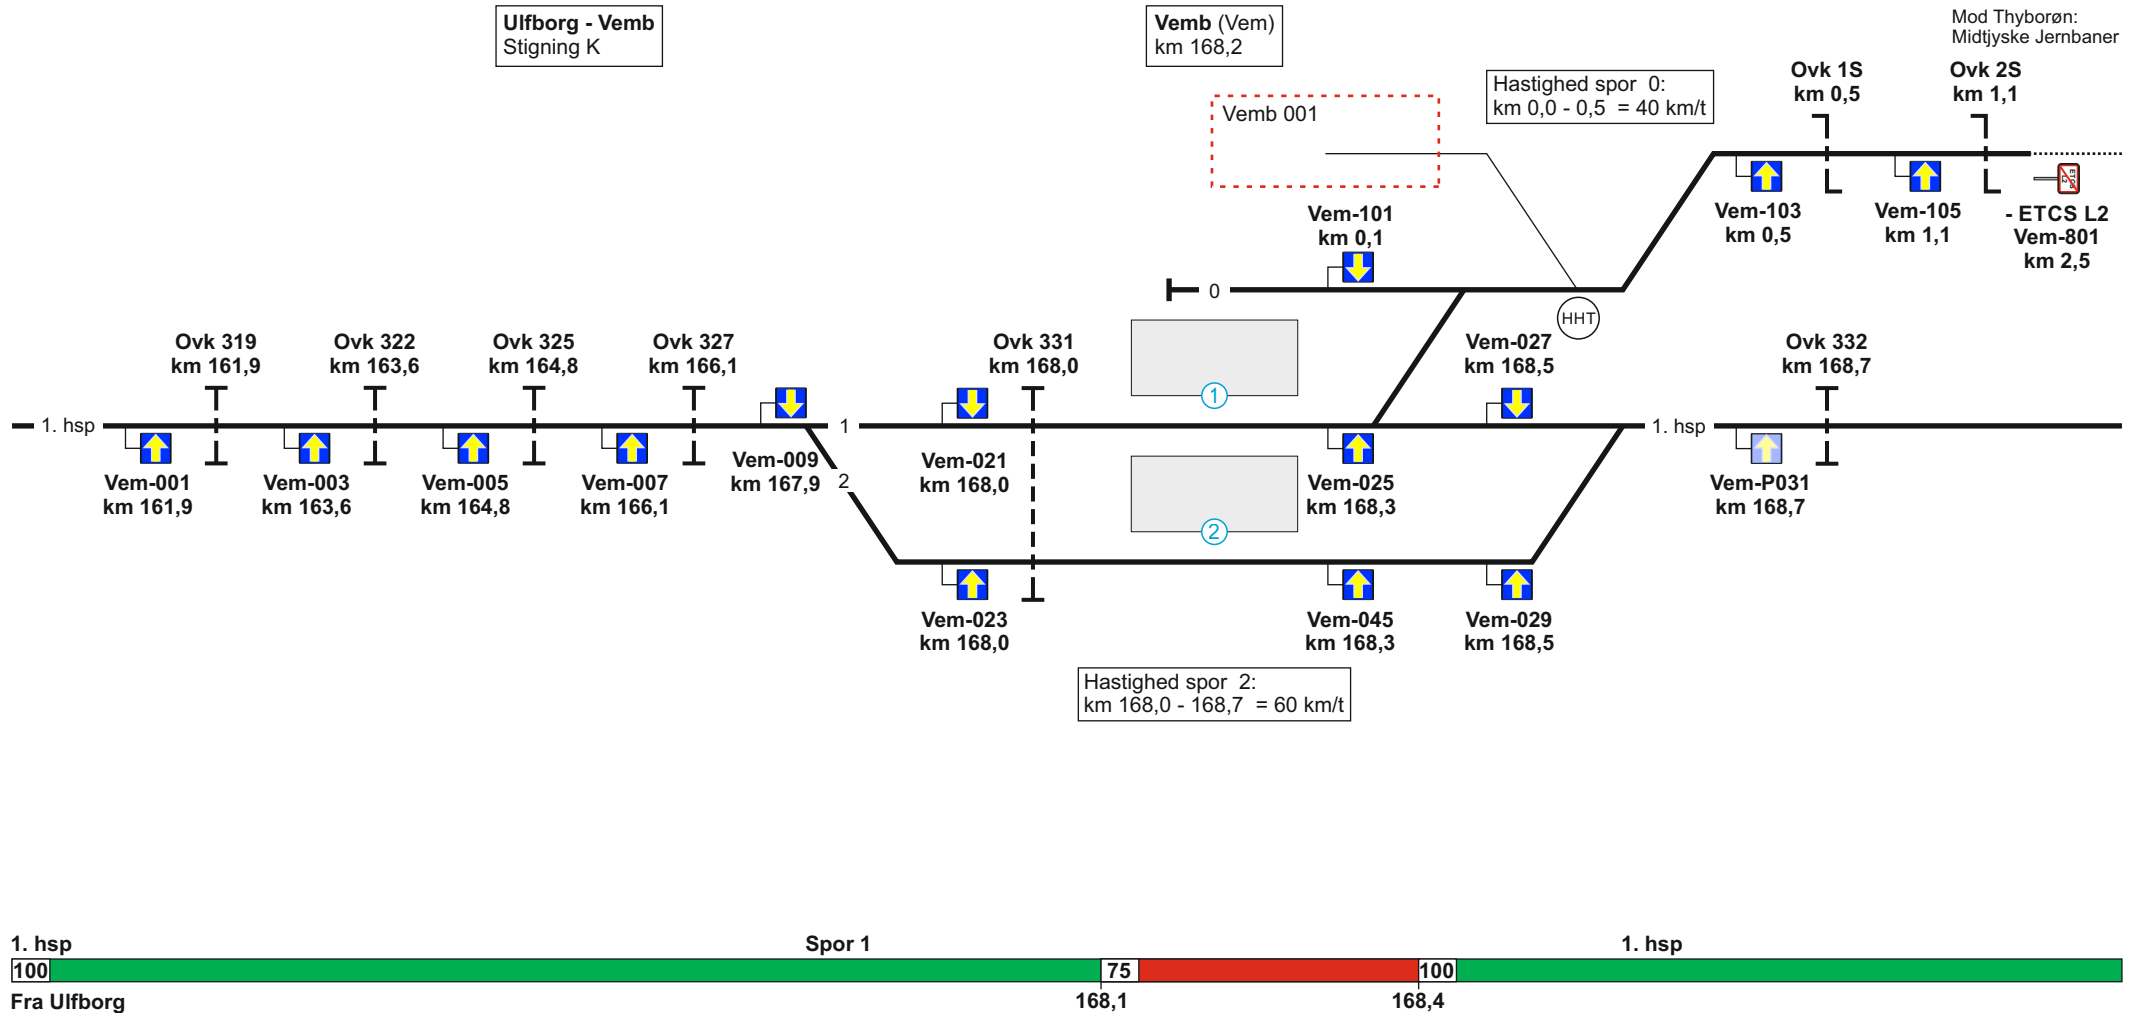 Ulfborg - Vemb
Stigning K
Vemb (Vem)
km 168,2
Mod Thyborøn:
Midtjyske Jernbaner
Hastighed spor 0:
km 0,0 - 0,5 = 40 km/t
Ovk 1S
km 0,5
Ovk 2S
km 1,1
Vemb 001
Vem-101
km 0,1
Vem-103
km 0,5
Vem-105
km 1,1
ETCS
L2
- ETCS L2
Vem-801
km 2,5
0
HHT
Ovk 319
km 161,9
Ovk 322
km 163,6
Ovk 325
km 164,8
Ovk 327
km 166,1
Ovk 331
km 168,0
Vem-027
km 168,5
Ovk 332
km 168,7
1
1. hsp
1
1. hsp
Vem-001
km 161,9
Vem-003
km 163,6
Vem-005
km 164,8
Vem-007
km 166,1
Vem-009
km 167,9
2
Vem-021
km 168,0
Vem-025
km 168,3
Vem-P031
km 168,7
2
Vem-023
km 168,0
Vem-045
km 168,3
Vem-029
km 168,5
Hastighed spor 2:
km 168,0 - 168,7 = 60 km/t
1. hsp
Spor 1
1. hsp
100
75
100
Fra Ulfborg
168,1
168,4